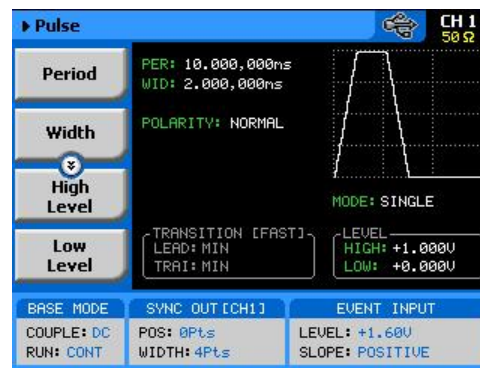 Pulse
CH 1
50 Ω
Period
Width
High
Level
Low
Level
PER: 10.000,000ns
WID: 2.000,000ns
POLARITY: NORMAL
MODE: SINGLE
TRANSITION [FAST]
LEAD: MIN
TRAI: MIN
LEVEL
HIGH: +1.000V
LOW: +0.000V
BASE MODE
COUPLE: DC
RUN: CONT
SYNC OUT [CH1]
POS: 0Pts
WIDTH: 4Pts
EVENT INPUT
LEVEL: +1.60V
SLOPE: POSITIVE